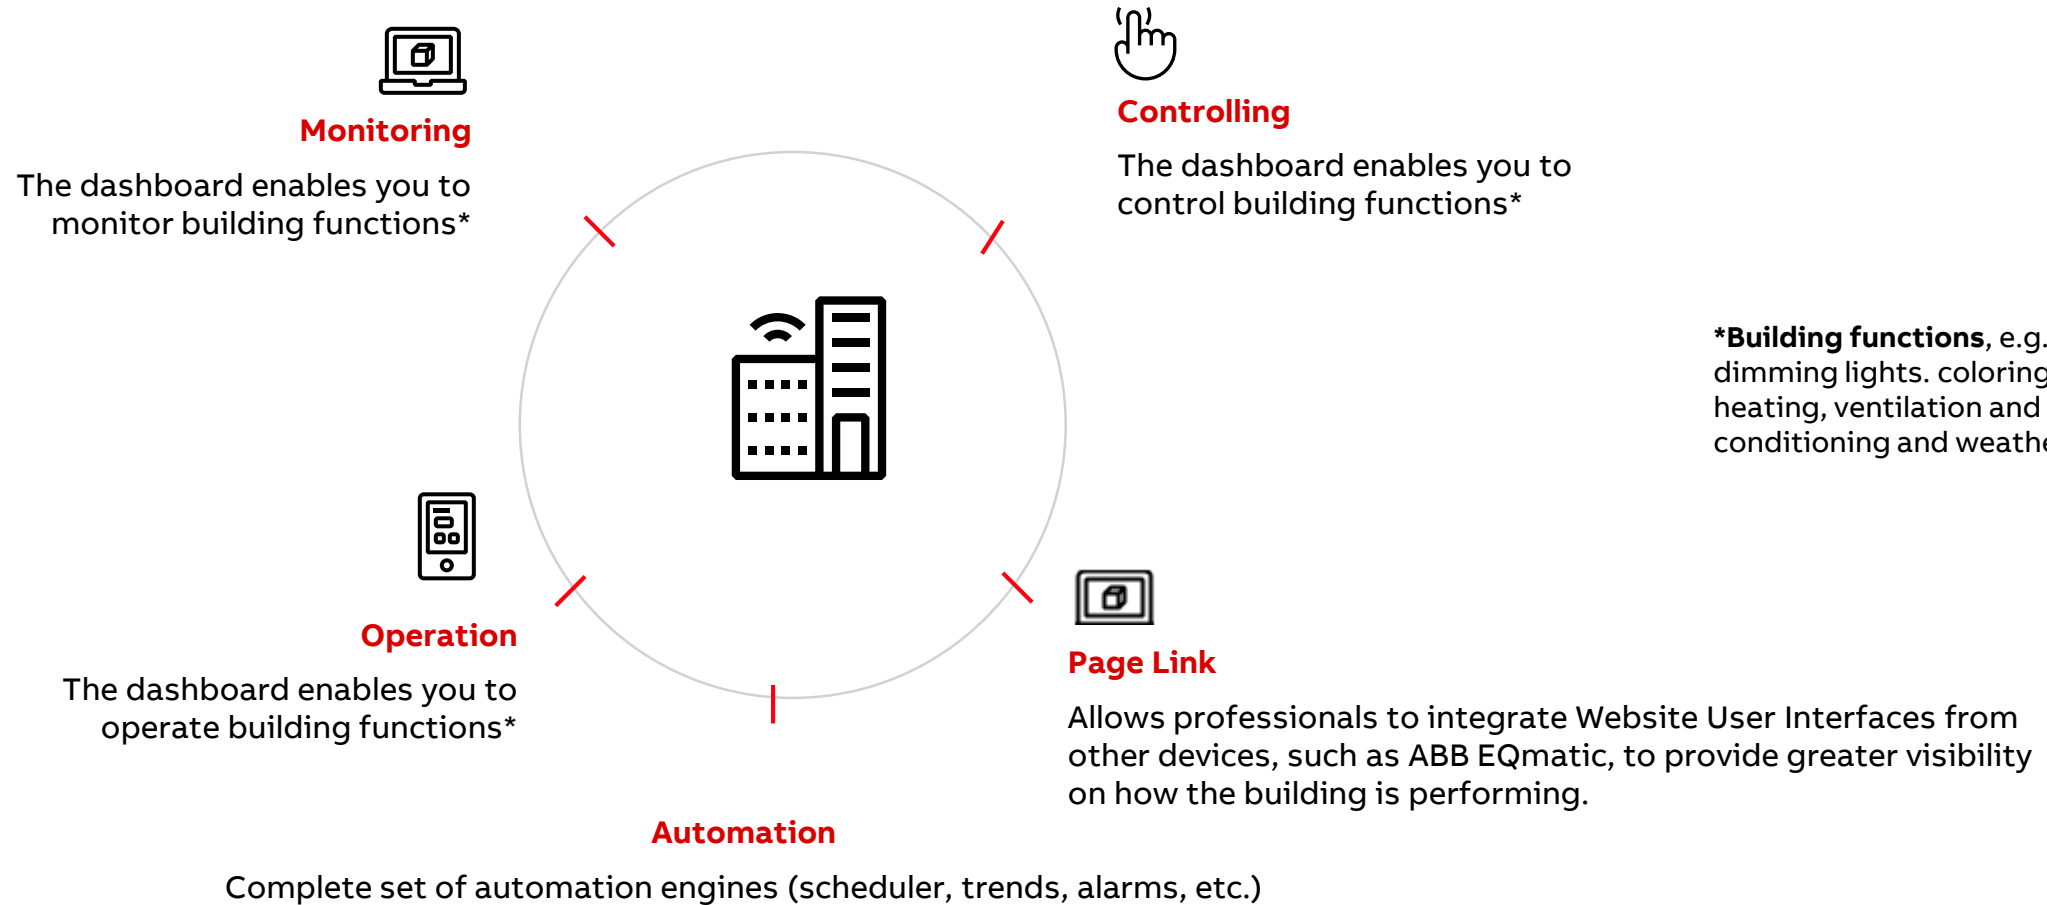 Monitoring
The dashboard enables you to
monitor building functions*
Controlling
The dashboard enables you to
control building functions*
*Building functions, e.g.
dimming lights. coloring
heating, ventilation and
conditioning and
Operation
The dashboard enables you to
operate building functions*
Page Link
Allows professionals to integrate Website User Interfaces from
other devices, such as ABB EQmatic, to provide greater visibility
on how the building is performing.
Automation
Complete set of automation engines (scheduler, trends, alarms, etc.)